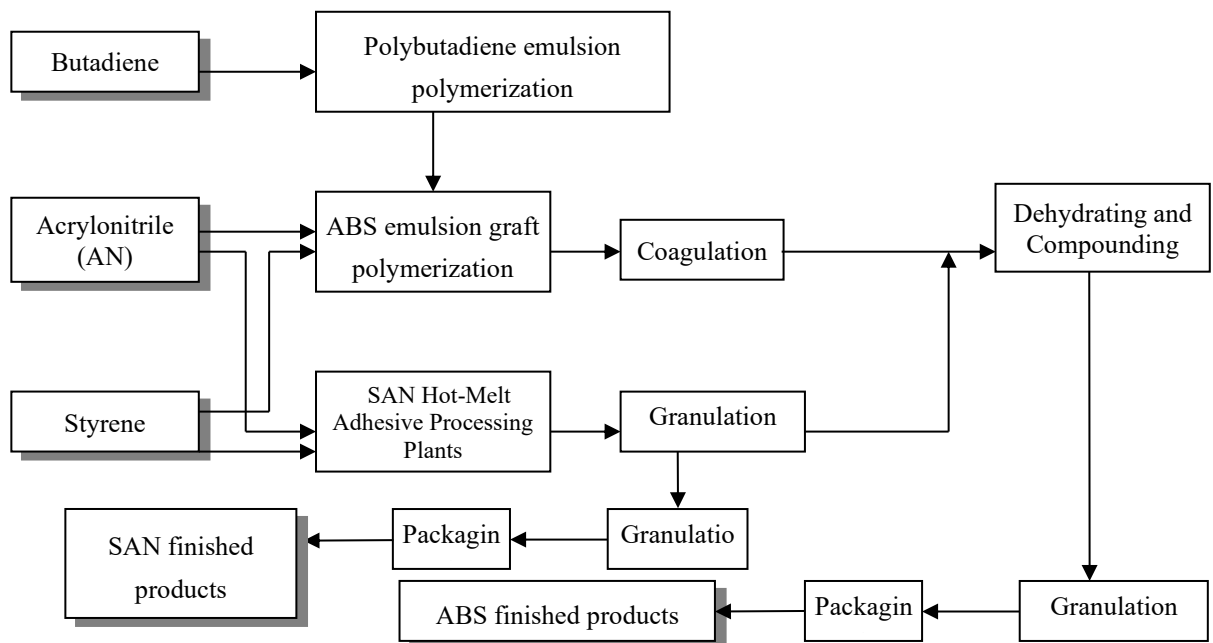 Butadiene
Polybutadiene emulsion
polymerization
Acrylonitrile
(AN)
ABS emulsion graft
polymerization
Coagulation
Dehydrating and
Compounding
Styrene
SAN Hot-Melt
Adhesive Processing
Plants
Granulation
SAN finished
products
Packagin
Granulatio
ABS finished products
Packagin
Granulation